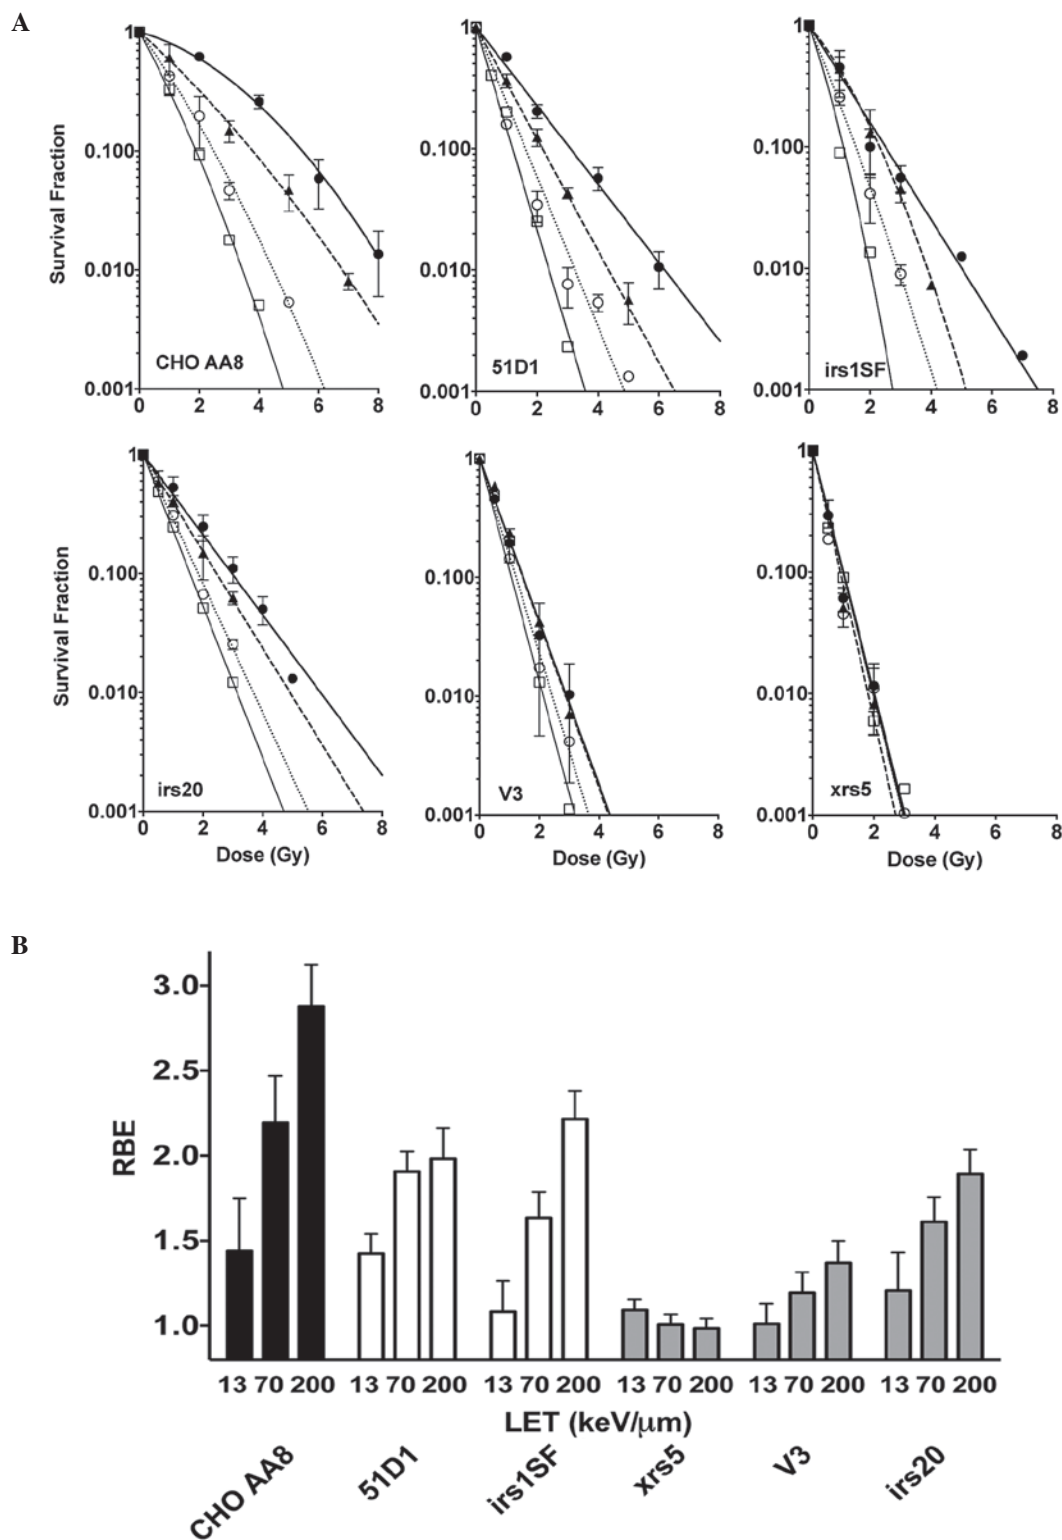 A
Survival Fraction
1
0.100
0.010
0.001
CHO AA8
0 2 4 6 8
1
0.100
0.010
0.001
51D1
0 2 4 6 8
1
0.100
0.010
0.001
irs1SF
0 2 4 6 8
Survival Fraction
1
0.100
0.010
0.001
irs20
0 2 4 6 8
Dose (Gy)
1
0.100
0.010
0.001
V3
0 2 4 6 8
Dose (Gy)
1
0.100
0.010
0.001
xrs5
0 2 4 6 8
Dose (Gy)
B
RBE
3.0
2.5
2.0
1.5
1.0
13 70 200 13 70 200 13 70 200 13 70 200 13 70 200 13 70 200
LET (keV/μm)
CHO AA8
51D1
irs1SF
xrs5
V3
irs20